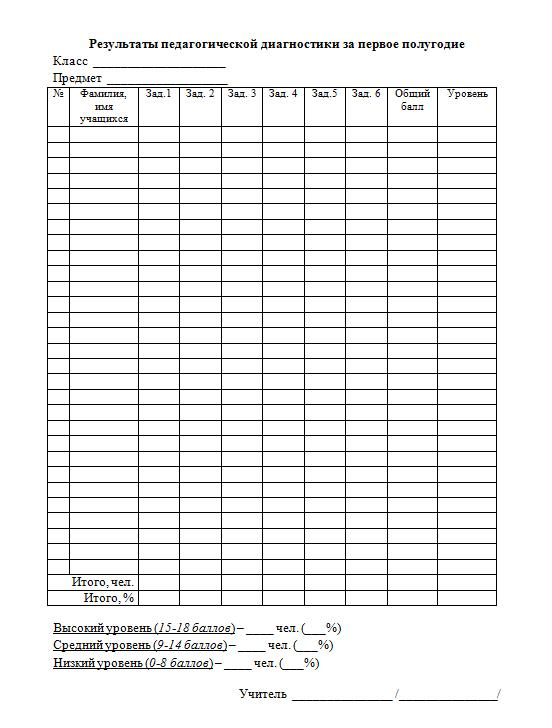 Результаты педагогической диагностики за первое полугодие
Класс ____________________
Предмет __________________
№ Фамилия, имя учащихся Зад.1 Зад. 2 Зад. 3 Зад. 4 Зад.5 Зад. 6 Общий балл Уровень
Итого, чел.
Итого, %
Высокий уровень (15-18 баллов) – ____ чел. (___%)
Средний уровень (9-14 баллов) – ____ чел. (___%)
Низкий уровень (0-8 баллов) – ____ чел. (___%)
Учитель _______________ /_______________/